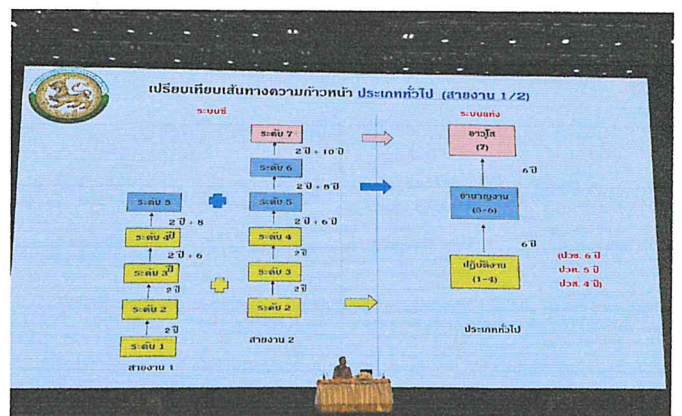 เปรียบเทียบเส้นทางความก้าวหน้า ประเภททั่วไป (สายงาน 1/2)
ระบบซี
ระบบแท่ง
ระดับ 7
2 ปี + 10 ปี
ระดับ 6
2 ปี + 8 ปี
ระดับ 5
2 ปี + 6 ปี
ระดับ 4
2 ปี
ระดับ 3
2 ปี
ระดับ 2
สายงาน 2
ระดับ 5
2 ปี + 8
ระดับ 4
ปี
2 ปี + 6
ระดับ 3
ปี
2 ปี
ระดับ 2
2 ปี
ระดับ 1
สายงาน 1
อาวุโส
(7)
6 ปี
ชำนาญงาน
(5-6)
6 ปี
ปฏิบัติงาน
(1-4)
(ปวช. 6 ปี
ปวท. 5 ปี
ปวส. 4 ปี)
ประเภททั่วไป